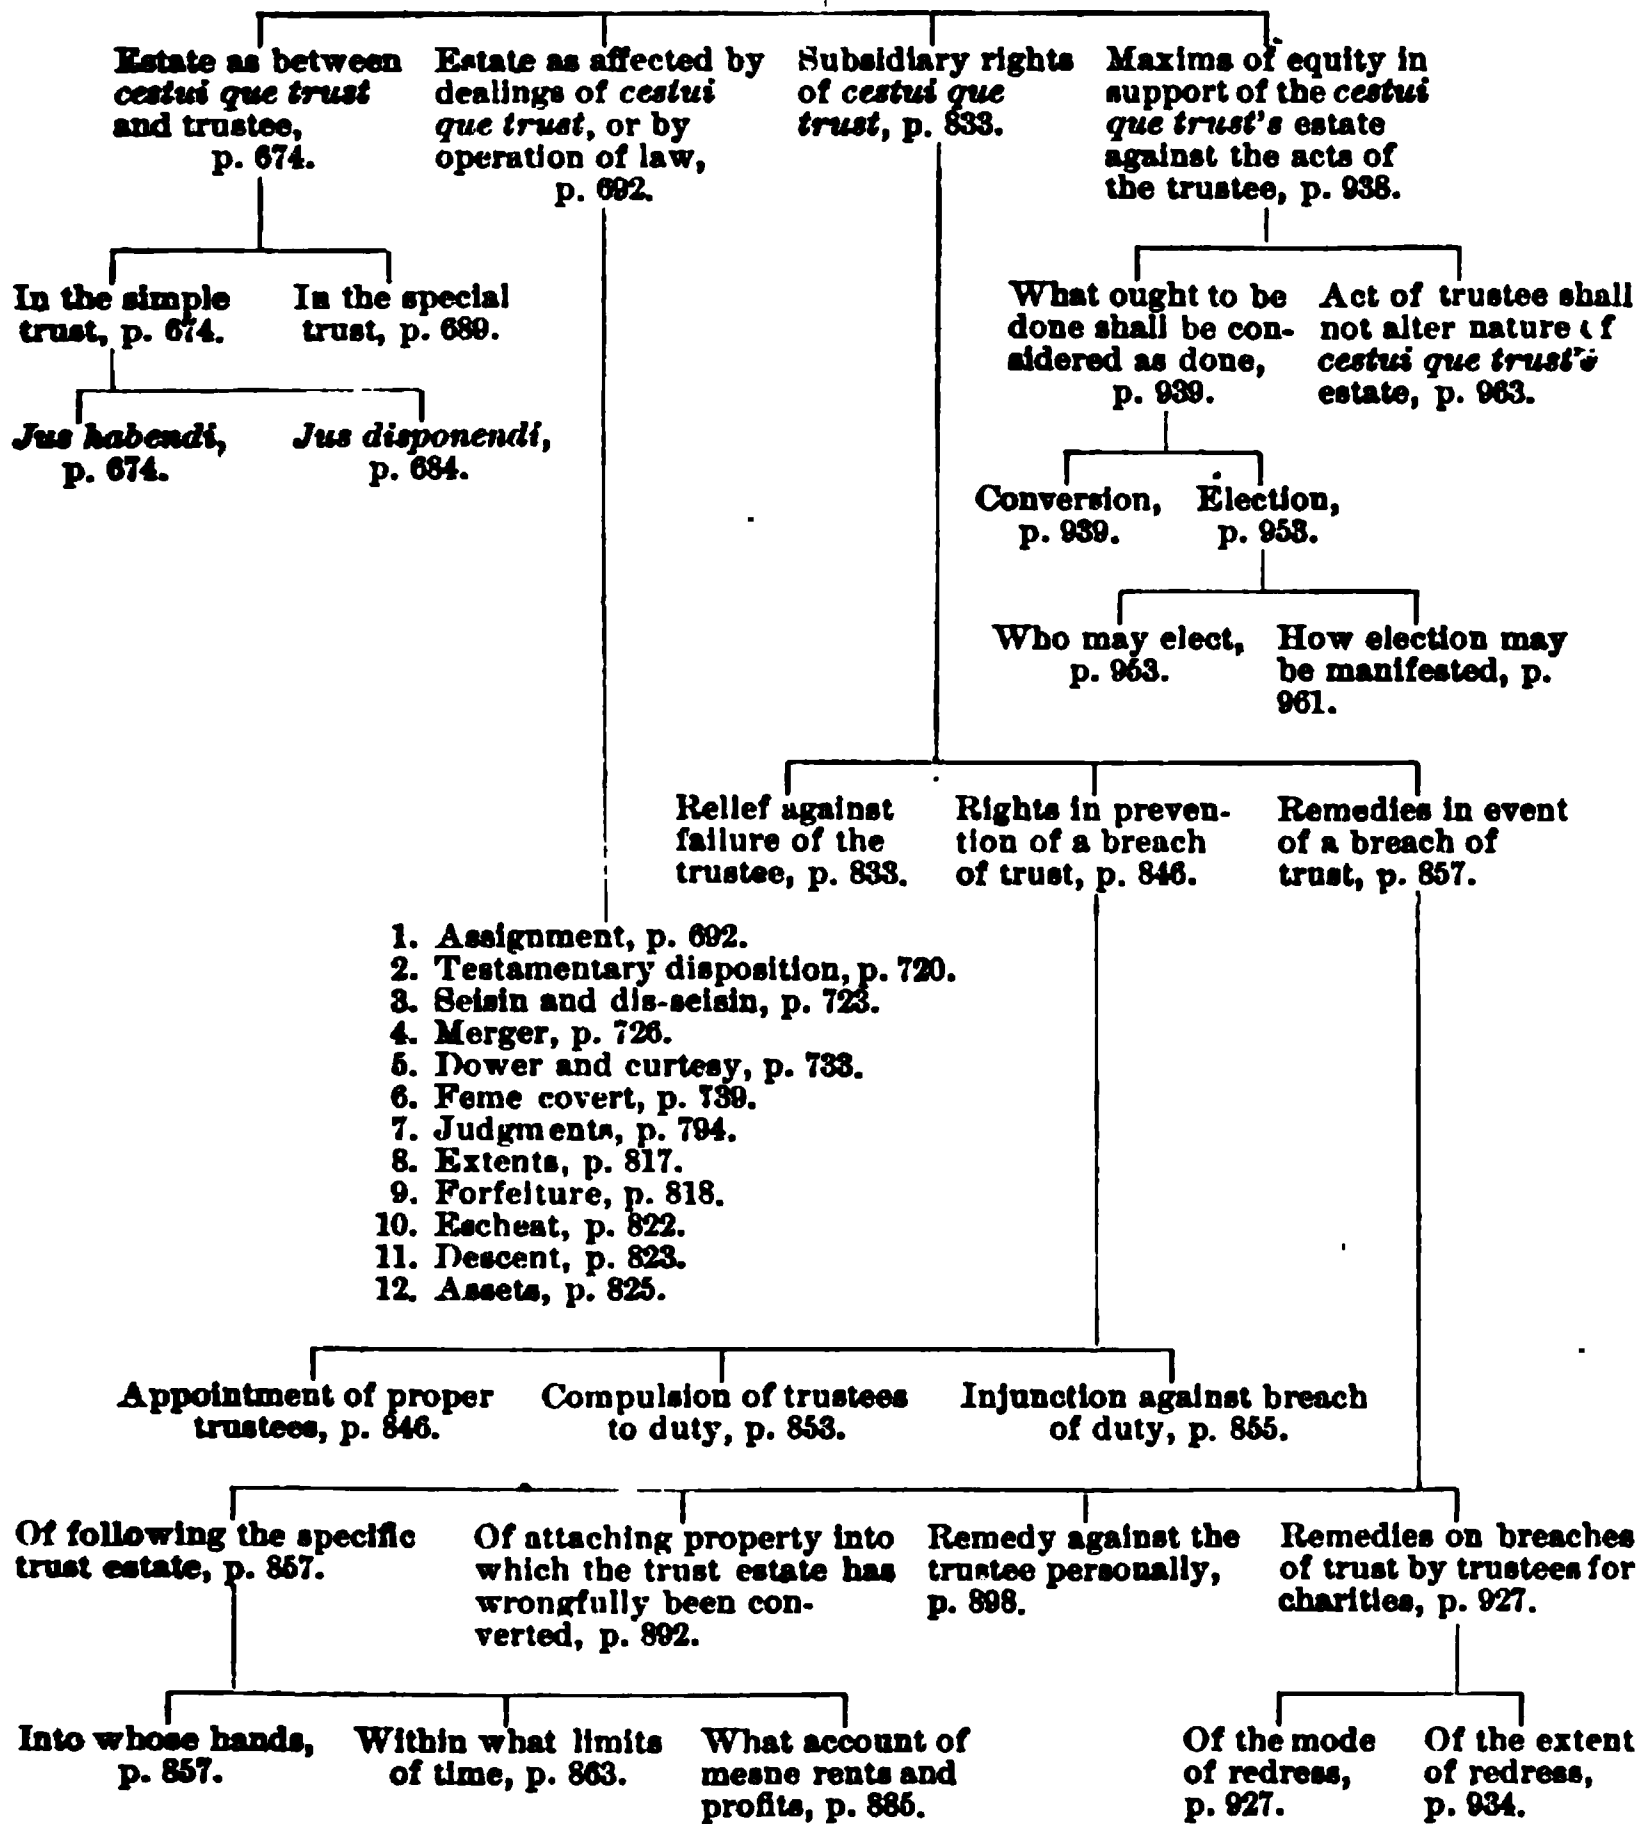 Estate as between
cestui que trust
and trustee,
p. 674.
Estate as affected by
dealings of cestui
que trust, or by
operation of law,
p. 692.
Subsidiary rights
of cestui que
trust, p. 833.
Maxims of equity in
support of the cestui
que trust's estate
against the acts of
the trustee, p. 938.
In the simple
trust, p. 674.
In the special
trust, p. 689.
What ought to be
done shall be con-
sidered as done,
p. 939.
Act of trustee shall
not alter nature of
cestui que trust's
estate, p. 963.
Jus habendi,
p. 674.
Jus disponendi,
p. 684.
Conversion,
p. 939.
Election,
p. 953.
Who may elect,
p. 953.
How election may
be manifested, p.
961.
Relief against
failure of the
trustee, p. 833.
Rights in preven-
tion of a breach
of trust, p. 846.
Remedies in event
of a breach of
trust, p. 857.
1. Assignment, p. 692.
2. Testamentary disposition, p. 720.
3. Seisin and dis-seisin, p. 723.
4. Merger, p. 726.
5. Dower and curtesy, p. 733.
6. Feme covert, p. 739.
7. Judgments, p. 794.
8. Extents, p. 817.
9. Forfeiture, p. 818.
10. Escheat, p. 822.
11. Descent, p. 823.
12. Assets, p. 825.
Appointment of proper
trustees, p. 846.
Compulsion of trustees
to duty, p. 853.
Injunction against breach
of duty, p. 855.
Of following the specific
trust estate, p. 857.
Of attaching property into
which the trust estate has
wrongfully been con-
verted, p. 892.
Remedy against the
trustee personally,
p. 898.
Remedies on breaches
of trust by trustees for
charities, p. 927.
Into whose hands,
p. 857.
Within what limits
of time, p. 863.
What account of
mesne rents and
profits, p. 885.
Of the mode
of redress,
p. 927.
Of the extent
of redress,
p. 934.